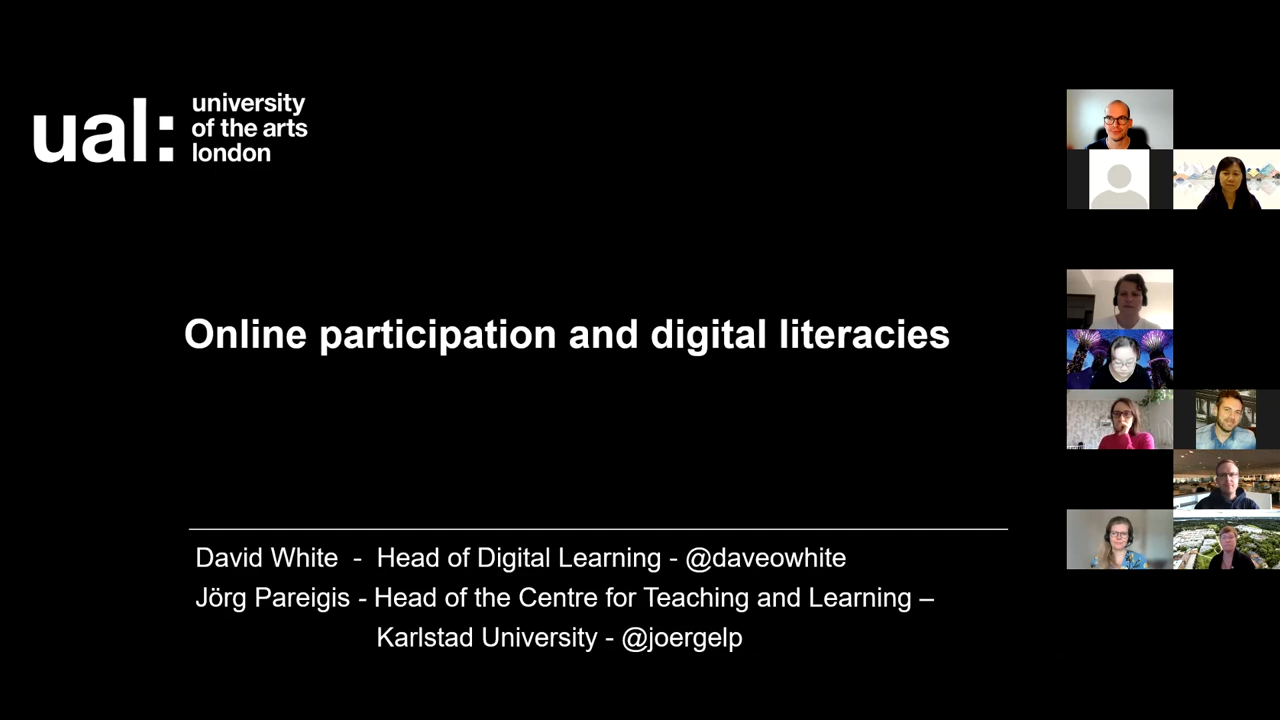 ual:
university
of the arts
london
Online participation and digital literacies
David White - Head of Digital Learning - @daveowhite
Jörg Pareigis - Head of the Centre for Teaching and Learning –
Karlstad University - @joergelp